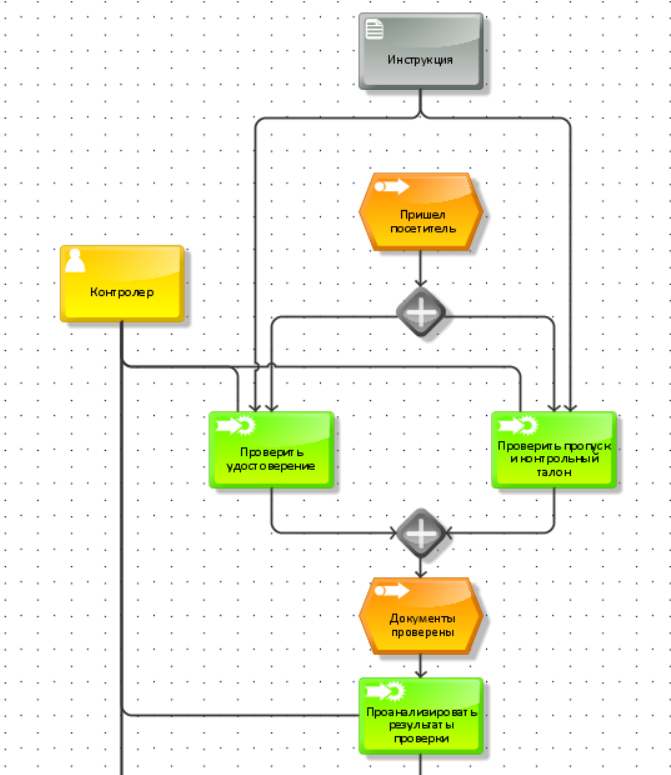 Инструкция
Пришел
посетитель
Контролер
Проверить
удостоверение
Проверить пропуск
и контрольный
талон
Документы
проверены
Проанализировать
результаты
проверки